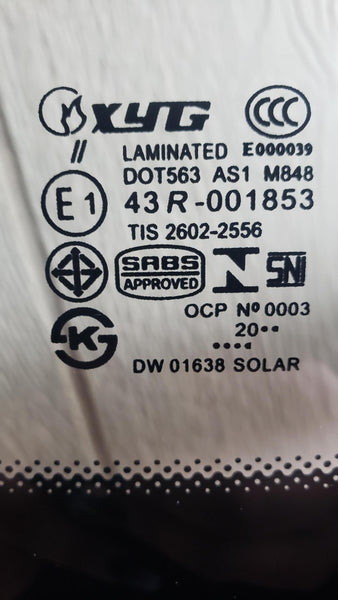 XYG CCC
// LAMINATED E000039
DOT563 AS1 M848
E1 43R-001853
TIS 2602-2556
SABS
APPROVED
N SNI
OCP Nº 0003
20••
K
DW 01638 SOLAR